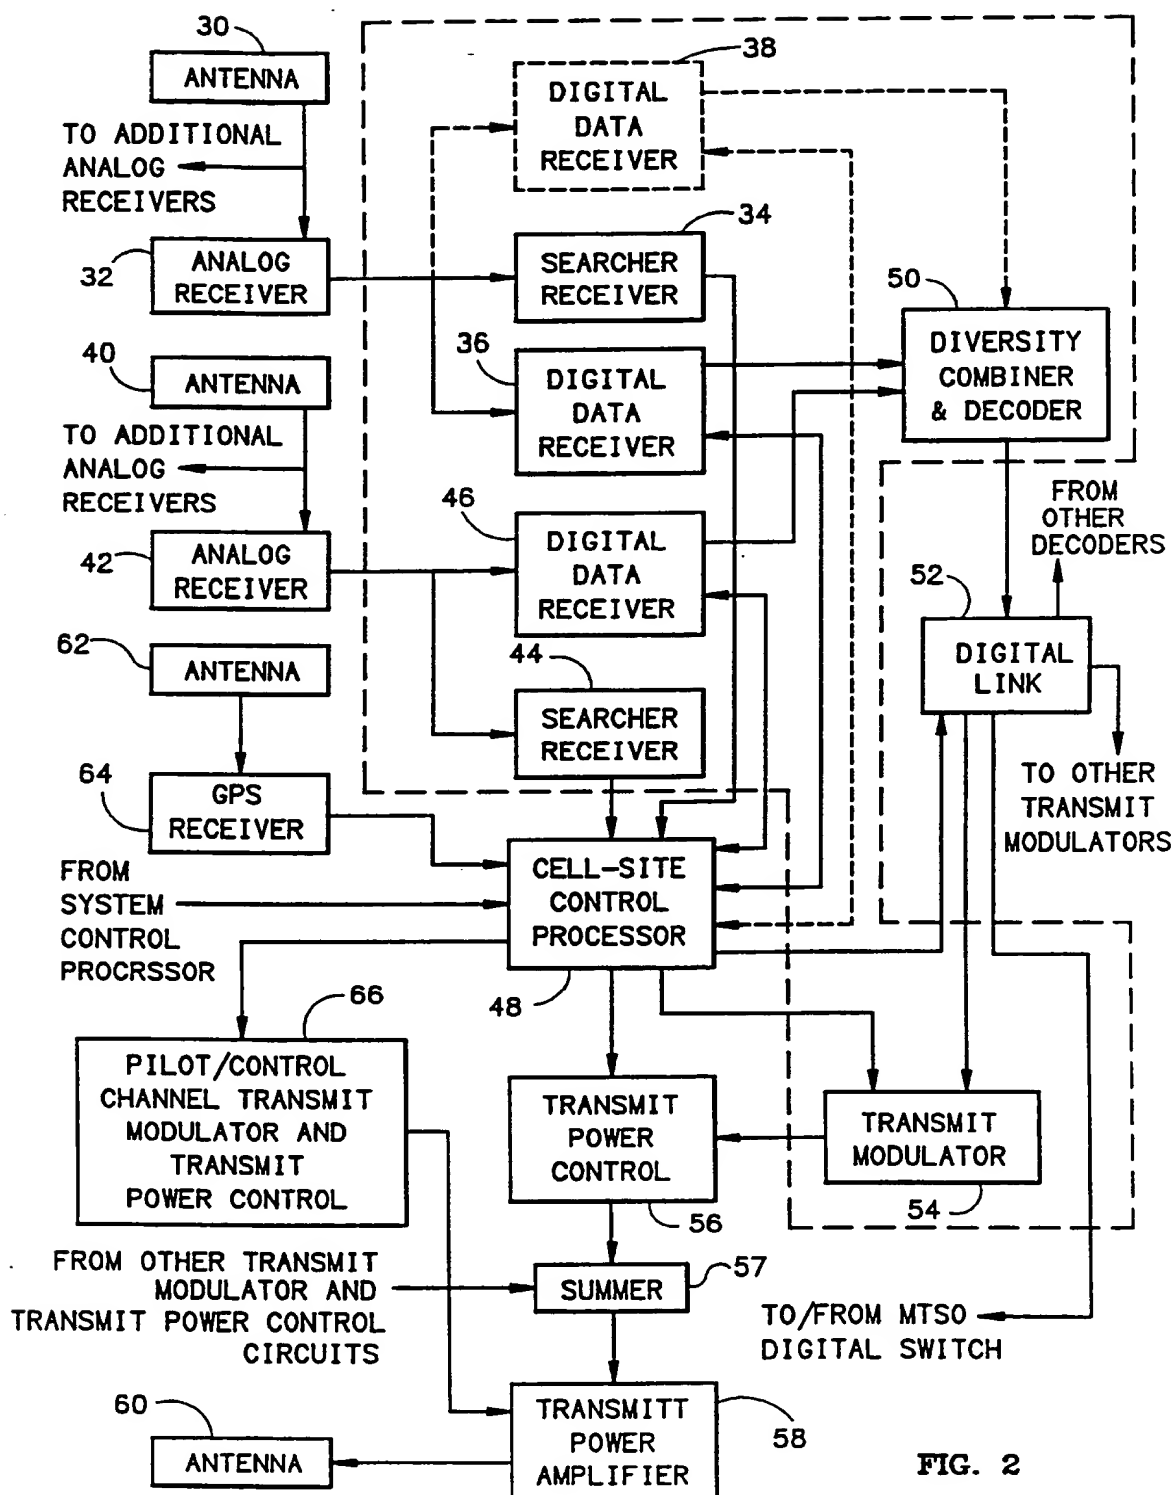 30
ANTENNA
TO ADDITIONAL
ANALOG
RECEIVERS
32
ANALOG
RECEIVER
40
ANTENNA
TO ADDITIONAL
ANALOG
RECEIVERS
42
ANALOG
RECEIVER
62
ANTENNA
64
GPS
RECEIVER
FROM
SYSTEM
CONTROL
PROCRSSOR
38
DIGITAL
DATA
RECEIVER
34
SEARCHER
RECEIVER
36
DIGITAL
DATA
RECEIVER
46
DIGITAL
DATA
RECEIVER
44
SEARCHER
RECEIVER
50
DIVERSITY
COMBINER
& DECODER
FROM
OTHER
DECODERS
52
DIGITAL
LINK
TO OTHER
TRANSMIT
MODULATORS
CELL-SITE
CONTROL
PROCESSOR
48
66
PILOT/CONTROL
CHANNEL TRANSMIT
MODULATOR AND
TRANSMIT
POWER CONTROL
TRANSMIT
POWER
CONTROL
56
TRANSMIT
MODULATOR
54
FROM OTHER TRANSMIT
MODULATOR AND
TRANSMIT POWER CONTROL
CIRCUITS
SUMMER
57
TO/FROM MTSO
DIGITAL SWITCH
60
ANTENNA
TRANSMITT
POWER
AMPLIFIER
58
FIG. 2